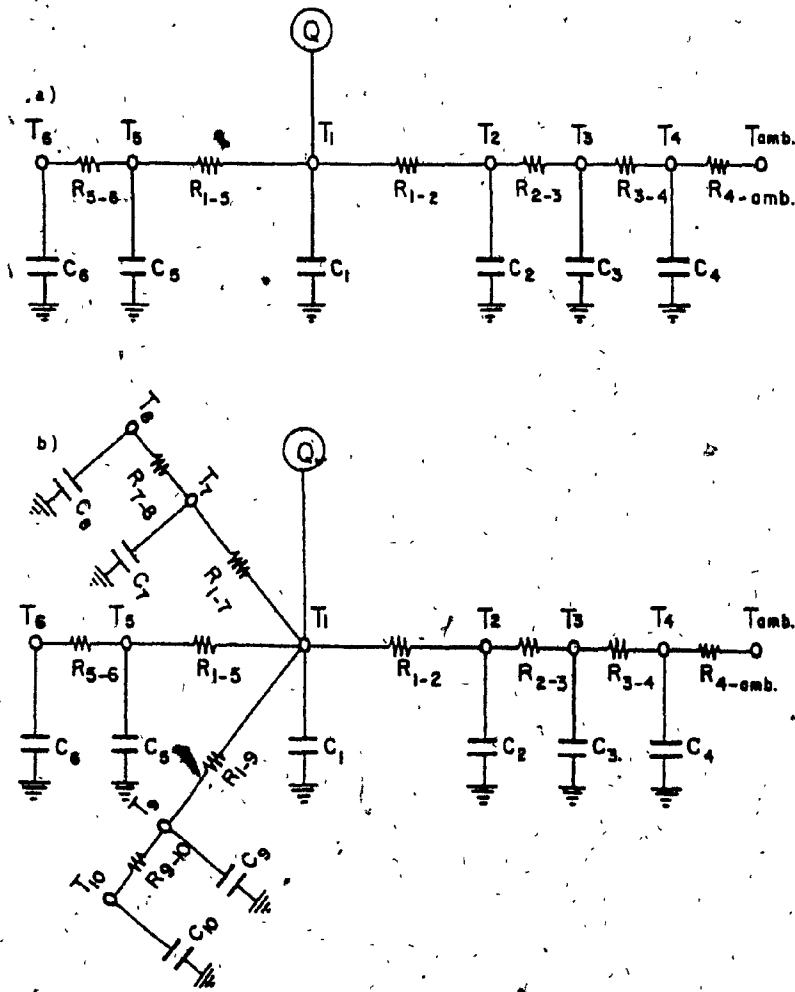 Q
a)
T6 T5 T1 T2 T3 T4 Tamb.
R5-6 R1-5 R1-2 R2-3 R3-4 R4-amb.
C6 C5 C1 C2 C3 C4
b)
Q
T8
R7-8
C8
T7
C7
R1-7
T6 T5 T1 T2 T3 T4 Tamb.
R5-6 R1-5 R1-2 R2-3 R3-4 R4-amb.
C6 C5 R1-9 C1 C2 C3 C4
T9
R9-10 C9
T10
C10